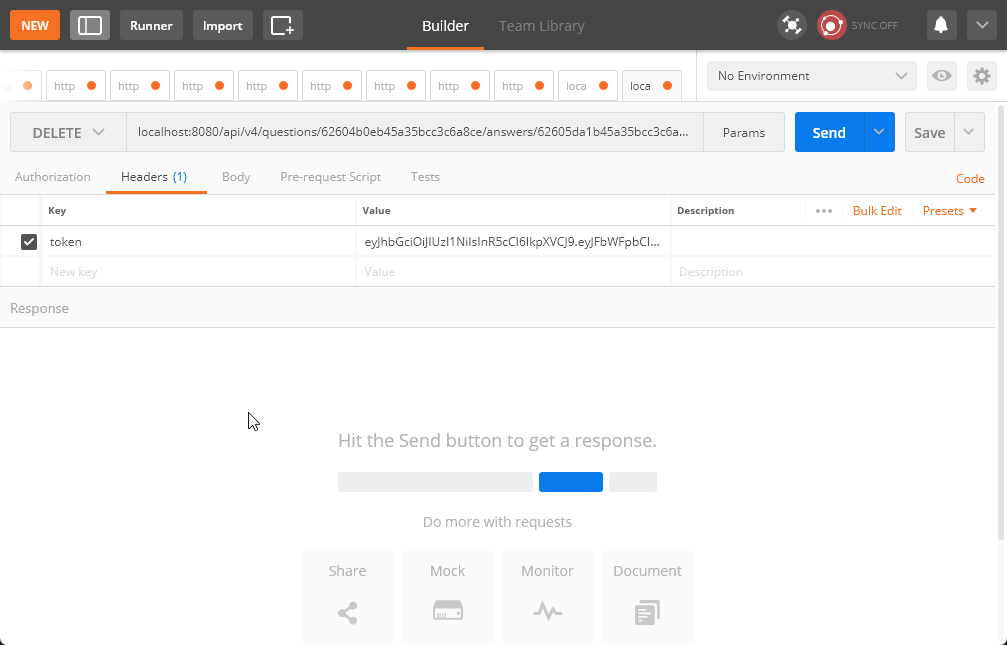 NEW Runner Import Builder Team Library SYNC OFF
http http http http http http http http loca loca No Environment
DELETE localhost:8080/api/v4/questions/62604b0eb45a35bcc3c6a8ce/answers/62605da1b45a35bcc3c6a... Params Send Save
Authorization Headers (1) Body Pre-request Script Tests Code
Key Value Description ••• Bulk Edit Presets
token eyJhbGciOiJIUzI1NiIsInR5cCI6IkpXVCJ9.eyJFbWFpbCI...
New key Value Description
Response
Hit the Send button to get a response.
Do more with requests
Share Mock Monitor Document